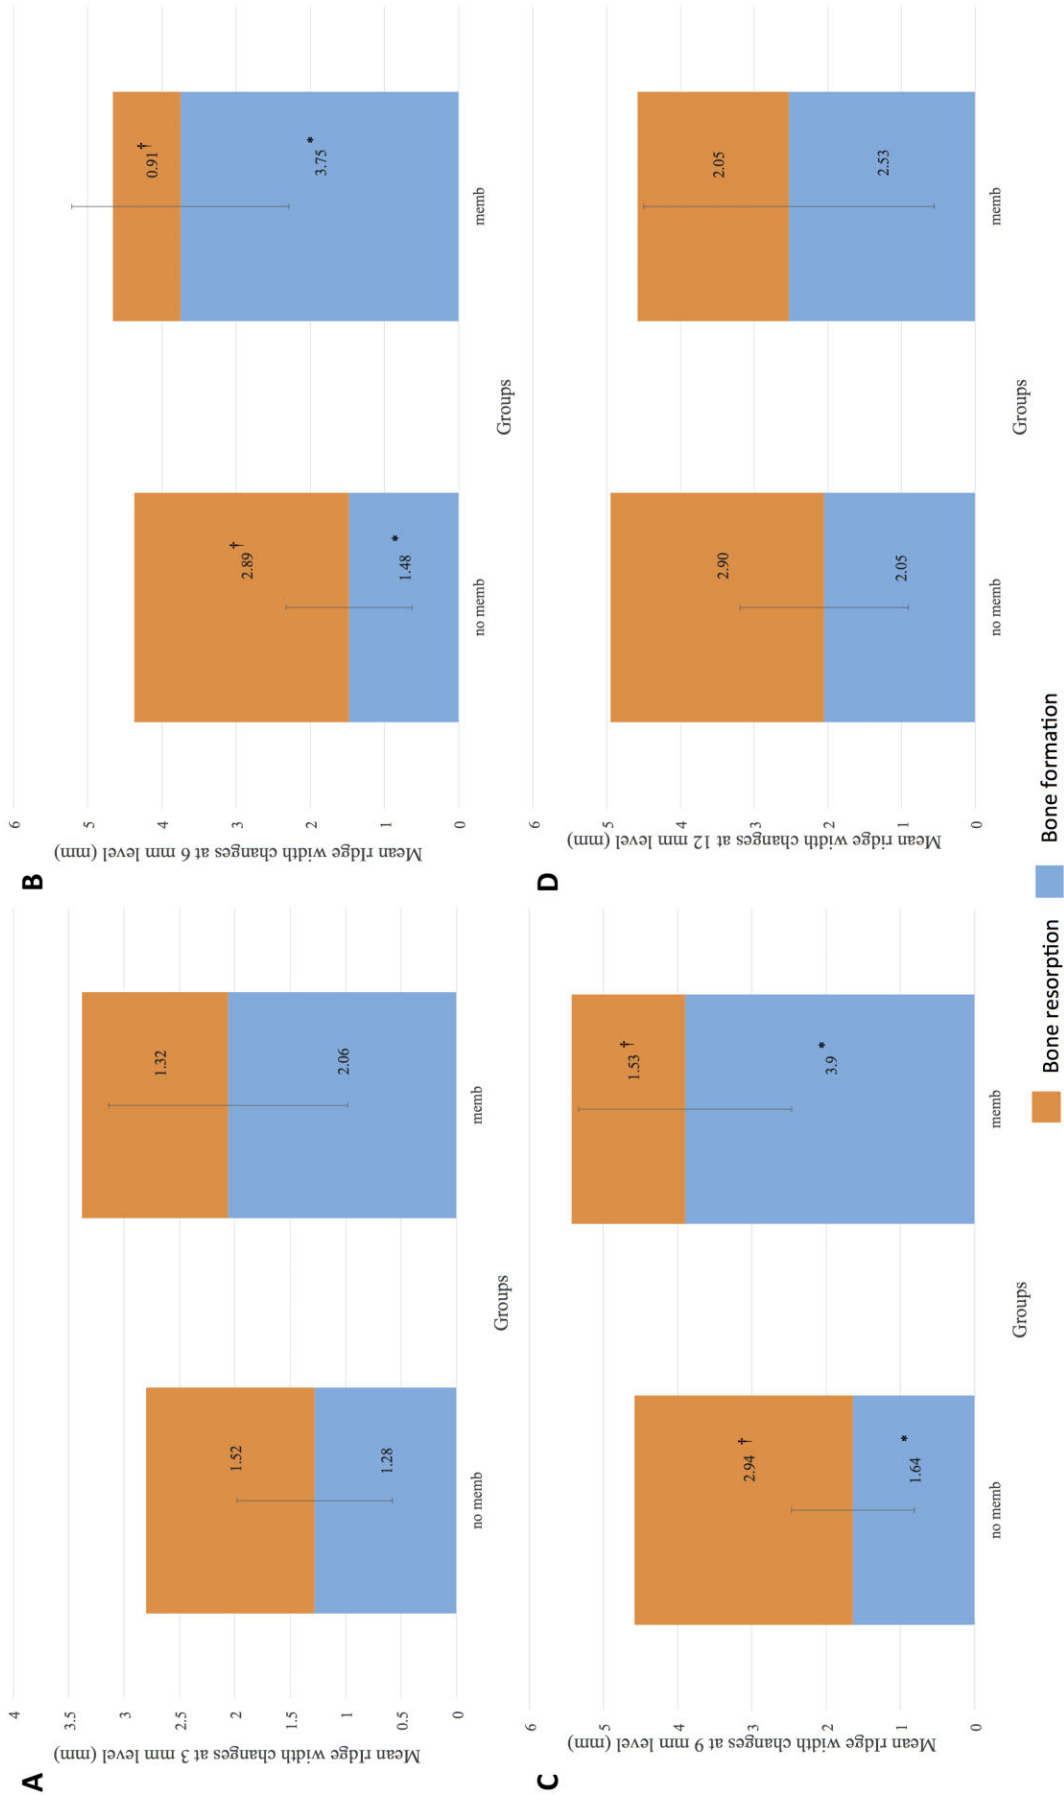 A
Mean ridge width changes at 3 mm level (mm)
4
3.5
3
2.5
2
1.5
1
0.5
0
1.52
1.28
1.32
2.06
no memb
memb
Groups
B
Mean ridge width changes at 6 mm level (mm)
6
5
4
3
2
1
0
2.89 †
1.48 *
0.91 †
3.75 *
no memb
memb
Groups
C
Mean ridge width changes at 9 mm level (mm)
6
5
4
3
2
1
0
2.94 †
1.64 *
1.53 †
3.9 *
no memb
memb
Groups
D
Mean ridge width changes at 12 mm level (mm)
6
5
4
3
2
1
0
2.90
2.05
2.05
2.53
no memb
memb
Groups
Bone resorption
Bone formation